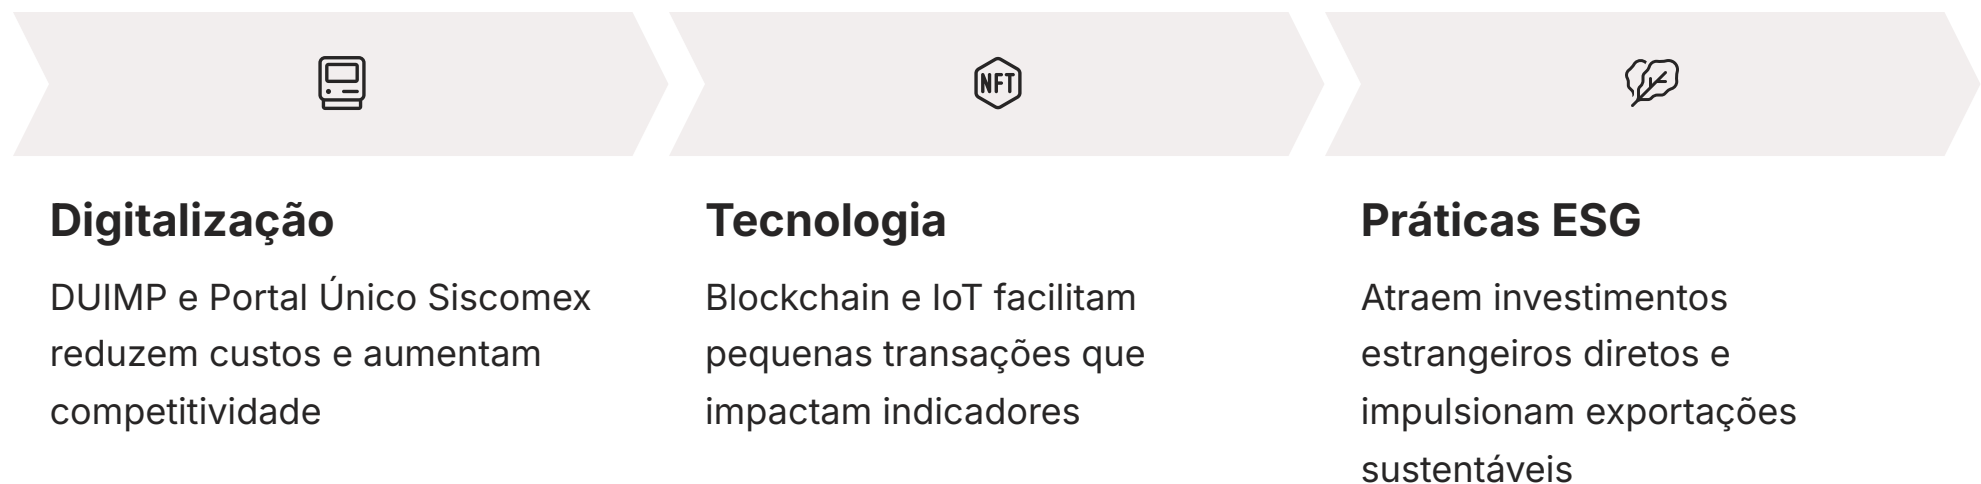 NFT
Digitalização
DUIMP e Portal Único Siscomex
reduzem custos e aumentam
competitividade
Tecnologia
Blockchain e IoT facilitam
pequenas transações que
impactam indicadores
Práticas ESG
Atraem investimentos
estrangeiros diretos e
impulsionam exportações
sustentáveis